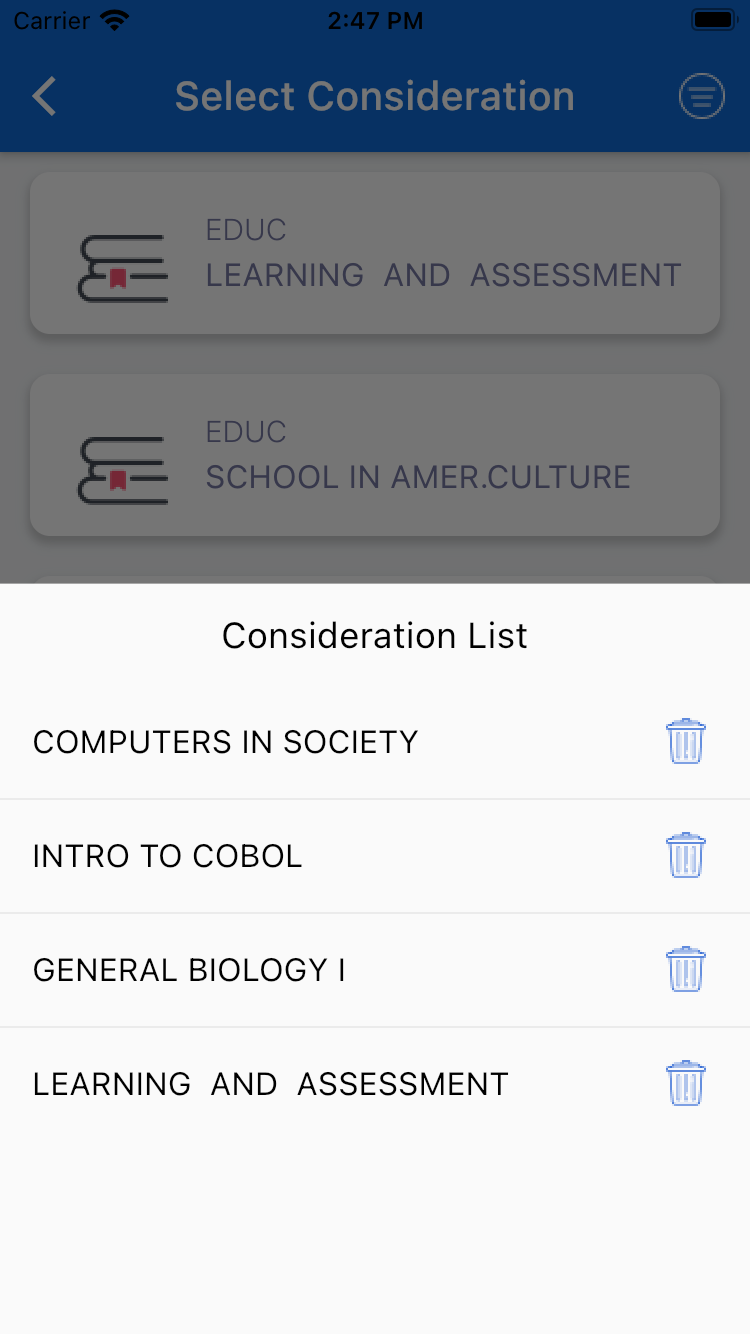 Carrier 2:47 PM
Select Consideration
EDUC
LEARNING AND ASSESSMENT
EDUC
SCHOOL IN AMER.CULTURE
Consideration List
COMPUTERS IN SOCIETY
INTRO TO COBOL
GENERAL BIOLOGY I
LEARNING AND ASSESSMENT